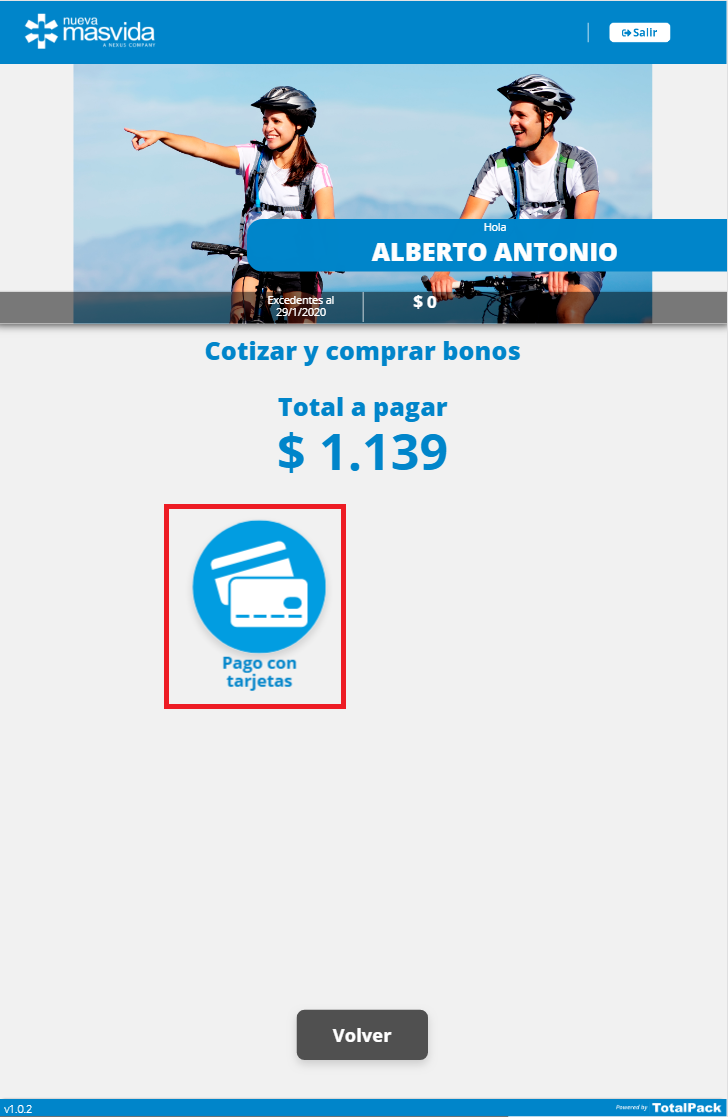 nueva
masvida
A NEXUS COMPANY
Salir
Hola
ALBERTO ANTONIO
Excedentes al
29/1/2020
$ 0
Cotizar y comprar bonos
Total a pagar
$ 1.139
Pago con
tarjetas
Volver
v1.0.2
Powered by TotalPack